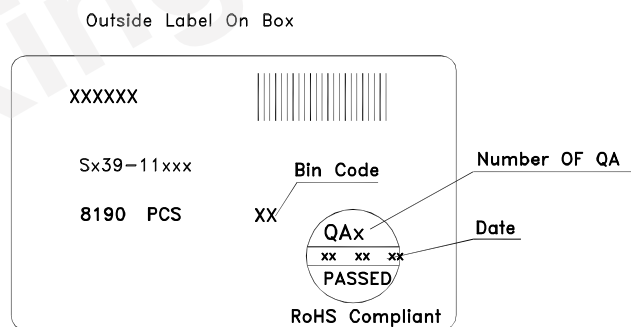 Outside Label On Box
XXXXXX
Sx39-11xxx
Bin Code
Number OF QA
8190 PCS
XX
QAx
Date
xx xx xx
PASSED
RoHS Compliant